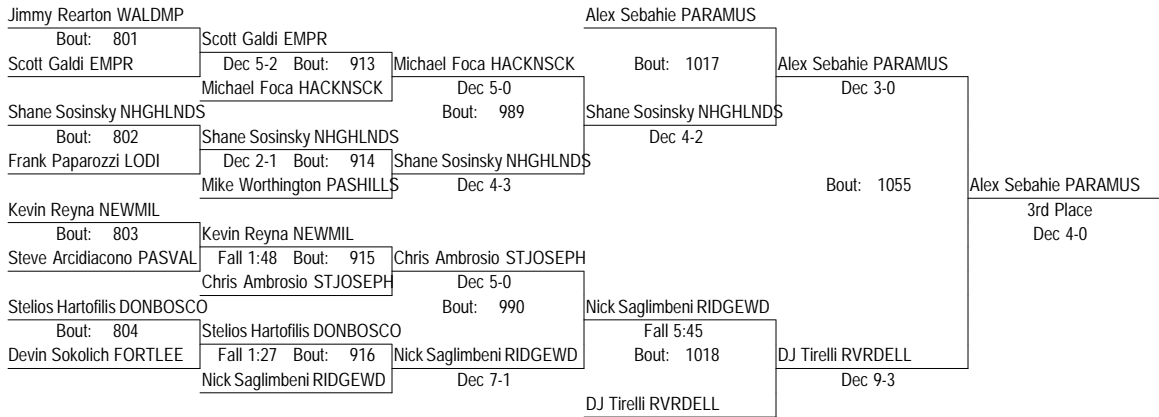 Jimmy Rearton WALDMP
Alex Sebahie PARAMUS
Bout: 801
Scott Galdi EMPR
Scott Galdi EMPR
Dec 5-2 Bout: 913
Michael Foca HACKNSCK
Bout: 1017
Alex Sebahie PARAMUS
Michael Foca HACKNSCK
Dec 5-0
Dec 3-0
Shane Sosinsky NHGHLNDS
Bout: 989
Shane Sosinsky NHGHLNDS
Bout: 802
Shane Sosinsky NHGHLNDS
Dec 4-2
Frank Paparozzi LODI
Dec 2-1 Bout: 914
Shane Sosinsky NHGHLNDS
Mike Worthington PASHILLS
Dec 4-3
Bout: 1055
Alex Sebahie PARAMUS
Kevin Reyna NEWMIL
3rd Place
Bout: 803
Kevin Reyna NEWMIL
Dec 4-0
Steve Arcidiacono PASVAL
Fall 1:48 Bout: 915
Chris Ambrosio STJOSEPH
Chris Ambrosio STJOSEPH
Dec 5-0
Stelios Hartofilis DONBOSCO
Bout: 990
Nick Saglimbeni RIDGEWD
Bout: 804
Stelios Hartofilis DONBOSCO
Fall 5:45
Devin Sokolich FORTLEE
Fall 1:27 Bout: 916
Nick Saglimbeni RIDGEWD
Bout: 1018
DJ Tirelli RVRDELL
Nick Saglimbeni RIDGEWD
Dec 7-1
Dec 9-3
DJ Tirelli RVRDELL